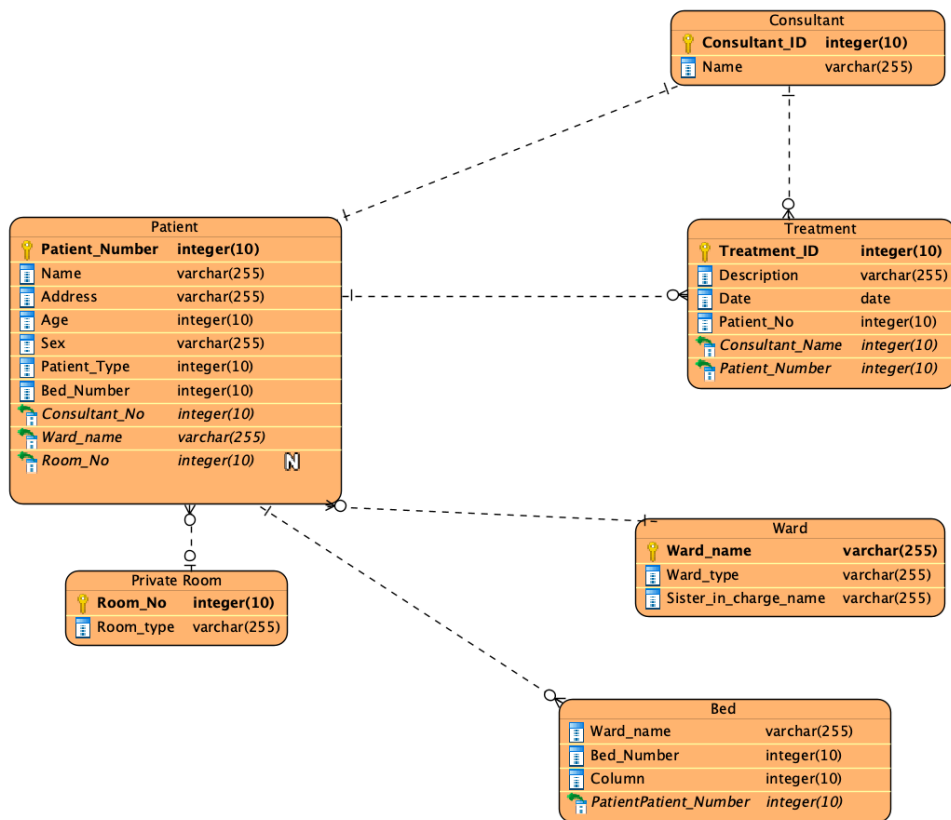 Consultant
Consultant_ID integer(10)
Name varchar(255)
Patient
Patient_Number integer(10)
Name varchar(255)
Address varchar(255)
Age integer(10)
Sex varchar(255)
Patient_Type integer(10)
Bed_Number integer(10)
Consultant_No integer(10)
Ward_name varchar(255)
Room_No integer(10) N
Treatment
Treatment_ID integer(10)
Description varchar(255)
Date date
Patient_No integer(10)
Consultant_Name integer(10)
Patient_Number integer(10)
Ward
Ward_name varchar(255)
Ward_type varchar(255)
Sister_in_charge_name varchar(255)
Private Room
Room_No integer(10)
Room_type varchar(255)
Bed
Ward_name varchar(255)
Bed_Number integer(10)
Column integer(10)
PatientPatient_Number integer(10)